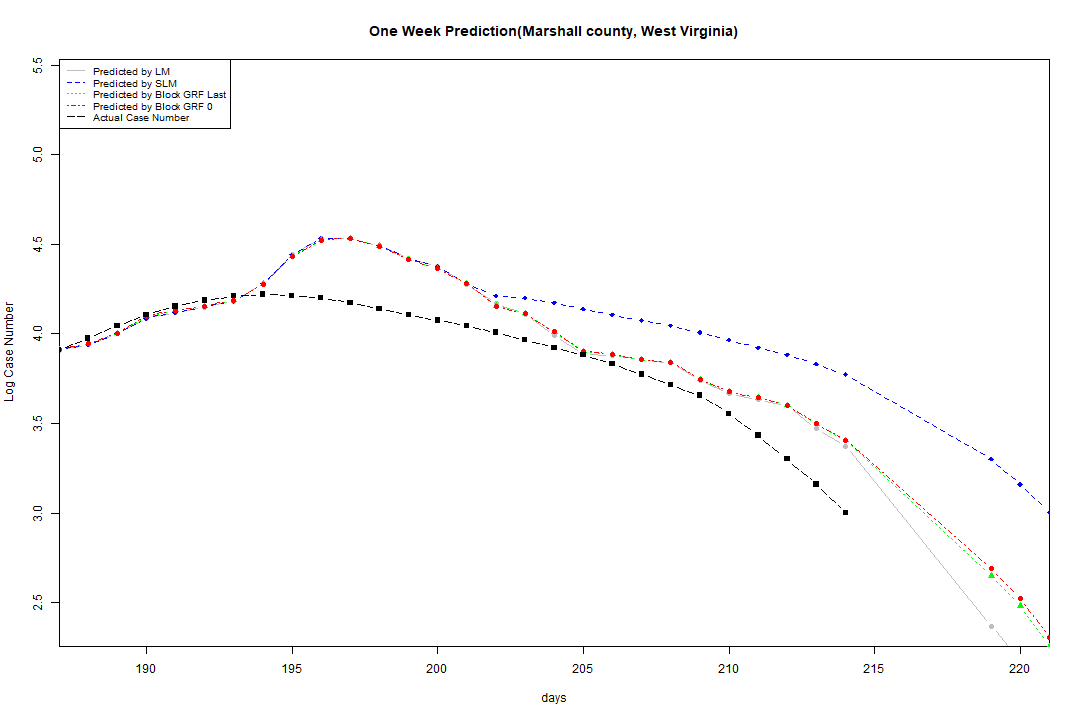 One Week Prediction(Marshall county, West Virginia)
Predicted by LM
Predicted by SLM
Predicted by Block GRF Last
Predicted by Block GRF 0
Actual Case Number
Log Case Number
5.5
5.0
4.5
4.0
3.5
3.0
2.5
190 195 200 205 210 215 220
days